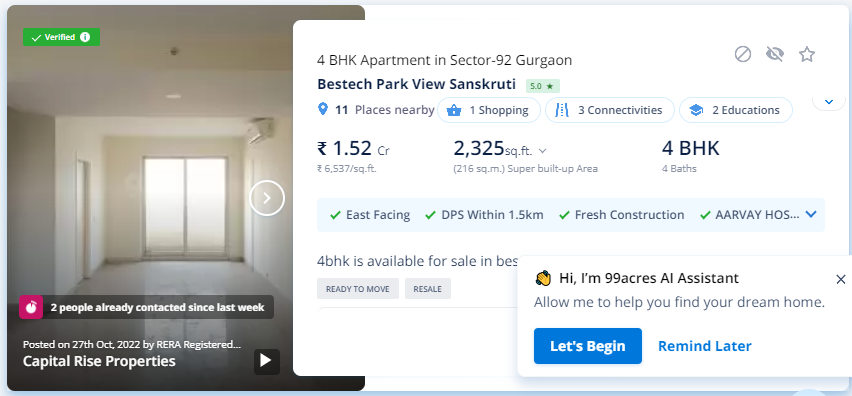 Verified
4 BHK Apartment in Sector-92 Gurgaon
Bestech Park View Sanskruti 5.0 ★
11 Places nearby 1 Shopping 3 Connectivities 2 Educations
₹ 1.52 Cr 2,325 sq.ft. 4 BHK
₹ 6,537/sq.ft. (216 sq.m.) Super built-up Area 4 Baths
East Facing DPS Within 1.5km Fresh Construction AARVAY HOS...
4bhk is available for sale in bes
READY TO MOVE RESALE
2 people already contacted since last week
Posted on 27th Oct, 2022 by RERA Registered...
Capital Rise Properties
Hi, I'm 99acres AI Assistant
Allow me to help you find your dream home.
Let's Begin Remind Later